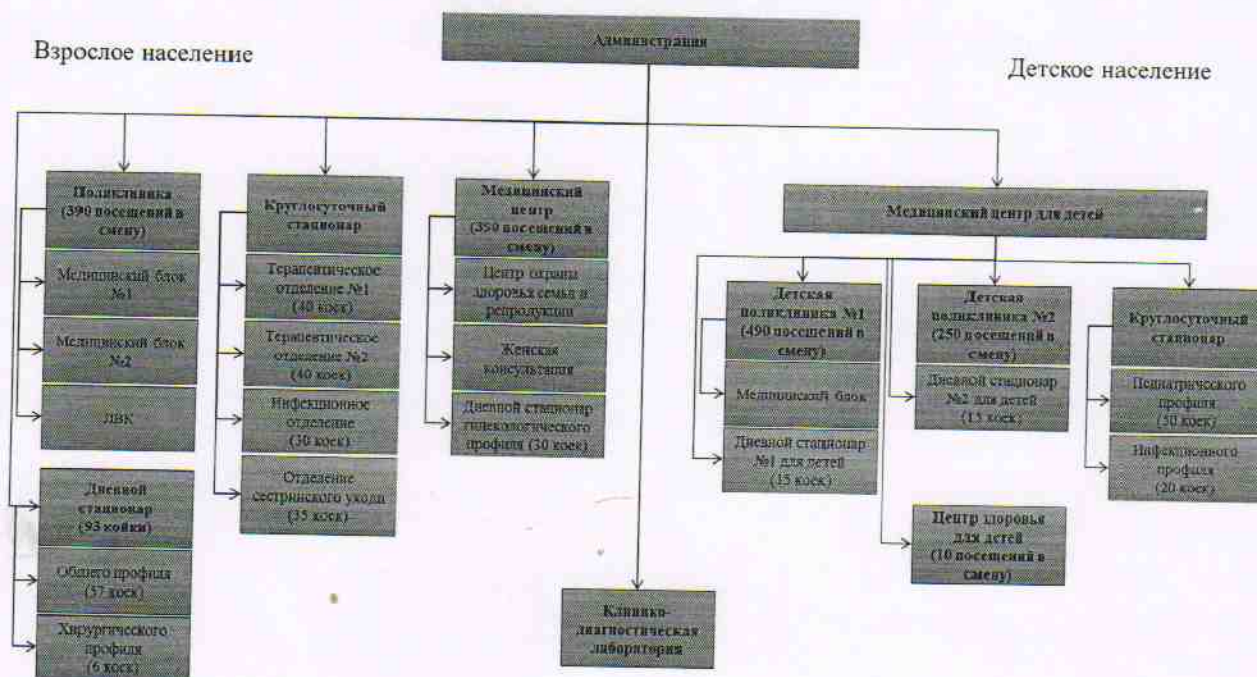 Администрация
Взрослое население
Детское население
Поликлиника
(390 посещений в
смену)
Медицинский блок
№1
Медицинский блок
№2
ЛВК
Дневной
стационар
(93 койки)
Общего профиля
(57 коек)
Хирургического
профиля
(6 коек)
Круглосуточный
стационар
Терапевтическое
отделение №1
(40 коек)
Терапевтическое
отделение №2
(40 коек)
Инфекционное
отделение
(30 коек)
Отделение
сестринского ухода
(35 коек)
Медицинский
центр
(350 посещений в
смену)
Центр охраны
здоровья семьи и
репродукции
Женская
консультация
Дневной стационар
гинекологического
профиля (30 коек)
Клинико-
диагностическая
лаборатория
Медицинский центр для детей
Детская
поликлиника №1
(490 посещений в
смену)
Медицинский блок
Дневной стационар
№1 для детей
(15 коек)
Детская
поликлиника №2
(250 посещений в
смену)
Дневной стационар
№2 для детей
(15 коек)
Центр здоровья
для детей
(10 посещений в
смену)
Круглосуточный
стационар
Педиатрического
профиля
коек)
Инфекционного
профиля
(20 коек)